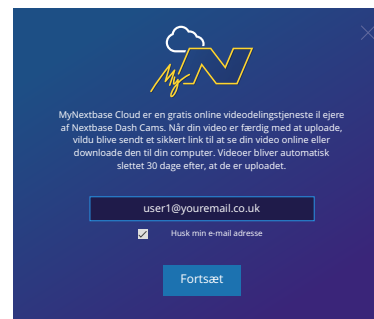 My N
MyNextbase Cloud er en gratis online videodelingstjeneste il ejere
af Nextbase Dash Cams. Når din video er færdig med at uploade,
vildu blive sendt et sikkert link til at se din video online eller
downloade den til din computer. Videoer bliver automatisk
slettet 30 dage efter, at de er uploadet.
user1@youremail.co.uk
Husk min e-mail adresse
Fortsæt